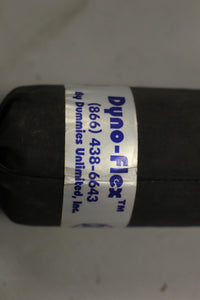 Dyno-Flex™
(866) 438-6643
by Dummies Unlimited, Inc.